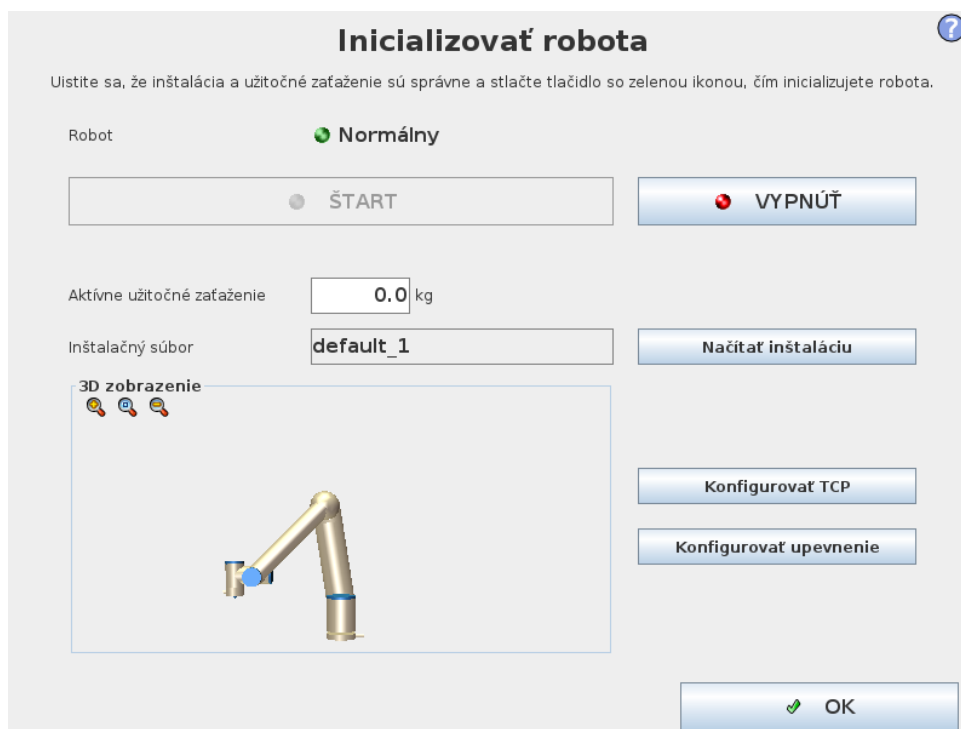 Inicializovať robota
?
Uistite sa, že inštalácia a užitočné zaťaženie sú správne a stlačte tlačidlo so zelenou ikonou, čím inicializujete robota.
Robot Normálny
ŠTART VYPNÚŤ
Aktívne užitočné zaťaženie 0.0 kg
Inštalačný súbor default_1 Načítať inštaláciu
3D zobrazenie
Konfigurovať TCP
Konfigurovať upevnenie
OK